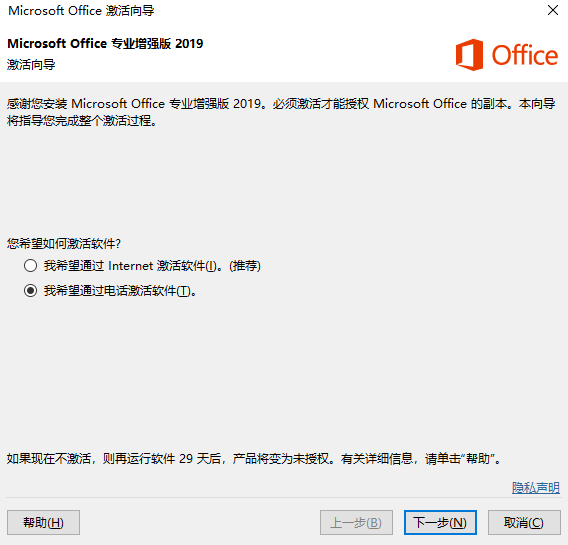 Microsoft Office 激活向导
Microsoft Office 专业增强版 2019
激活向导
Office
感谢您安装 Microsoft Office 专业增强版 2019。必须激活才能授权 Microsoft Office 的副本。本向导
将指导您完成整个激活过程。
您希望如何激活软件?
我希望通过 Internet 激活软件(I)。(推荐)
我希望通过电话激活软件(T)。
如果现在不激活，则再运行软件 29 天后，产品将变为未授权。有关详细信息，请单击“帮助”。
隐私声明
帮助(H)
上一步(B)
下一步(N)
取消(C)